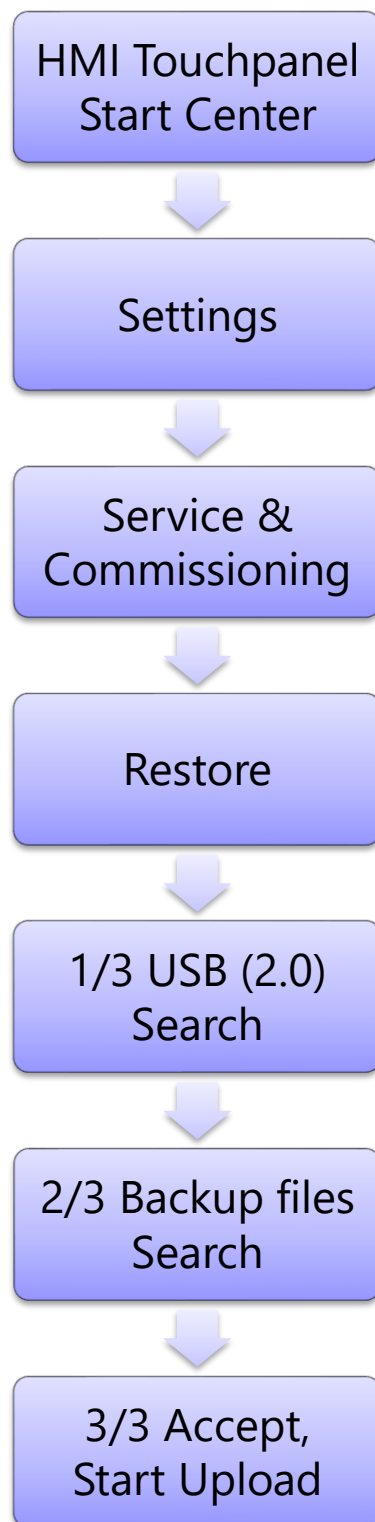 HMI Touchpanel
Start Center
Settings
Service &
Commissioning
Restore
1/3 USB (2.0)
Search
2/3 Backup files
Search
3/3 Accept,
Start Upload